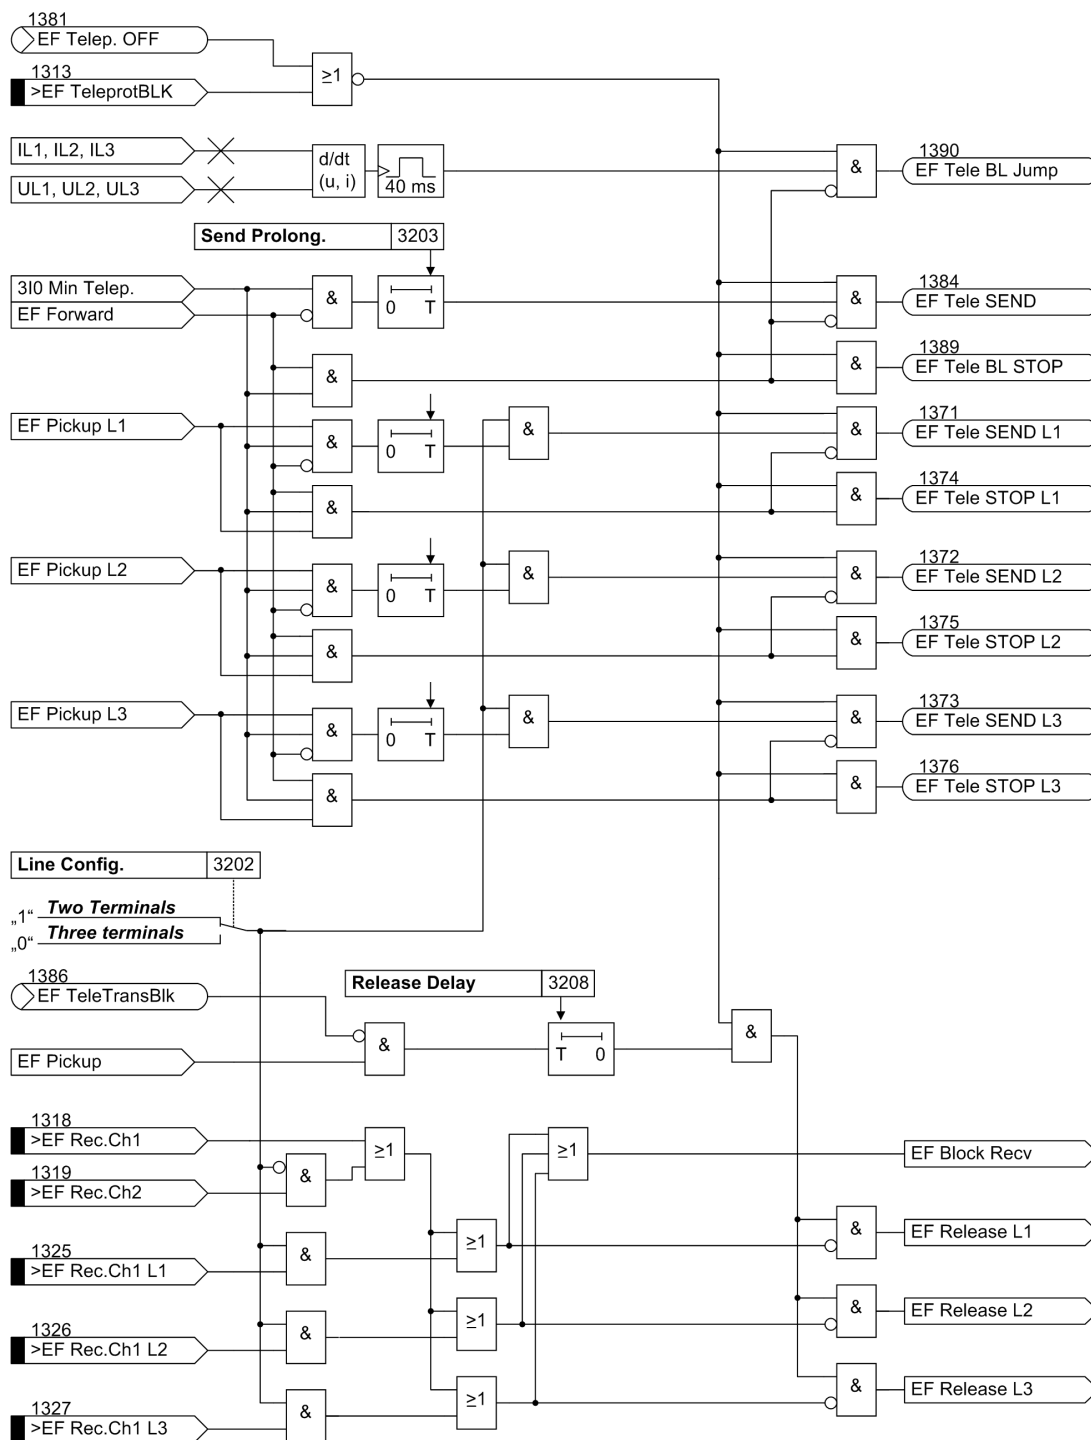 1381
EF Telep. OFF
≥1
1313
>EF TeleprotBLK
IL1, IL2, IL3
UL1, UL2, UL3
d/dt
(u, i)
40 ms
&
1390
EF Tele BL Jump
Send Prolong. 3203
3I0 Min Telep.
EF Forward
&
0 T
&
1384
EF Tele SEND
&
&
1389
EF Tele BL STOP
EF Pickup L1
&
0 T
&
&
1371
EF Tele SEND L1
&
&
1374
EF Tele STOP L1
EF Pickup L2
&
0 T
&
&
1372
EF Tele SEND L2
&
&
1375
EF Tele STOP L2
EF Pickup L3
&
0 T
&
&
1373
EF Tele SEND L3
&
&
1376
EF Tele STOP L3
Line Config. 3202
„1“ Two Terminals
„0“ Three terminals
1386
EF TeleTransBlk
Release Delay 3208
EF Pickup
&
T 0
&
1318
>EF Rec.Ch1
≥1
≥1
EF Block Recv
1319
>EF Rec.Ch2
&
1325
>EF Rec.Ch1 L1
&
≥1
&
EF Release L1
1326
>EF Rec.Ch1 L2
&
≥1
&
EF Release L2
1327
>EF Rec.Ch1 L3
&
≥1
&
EF Release L3